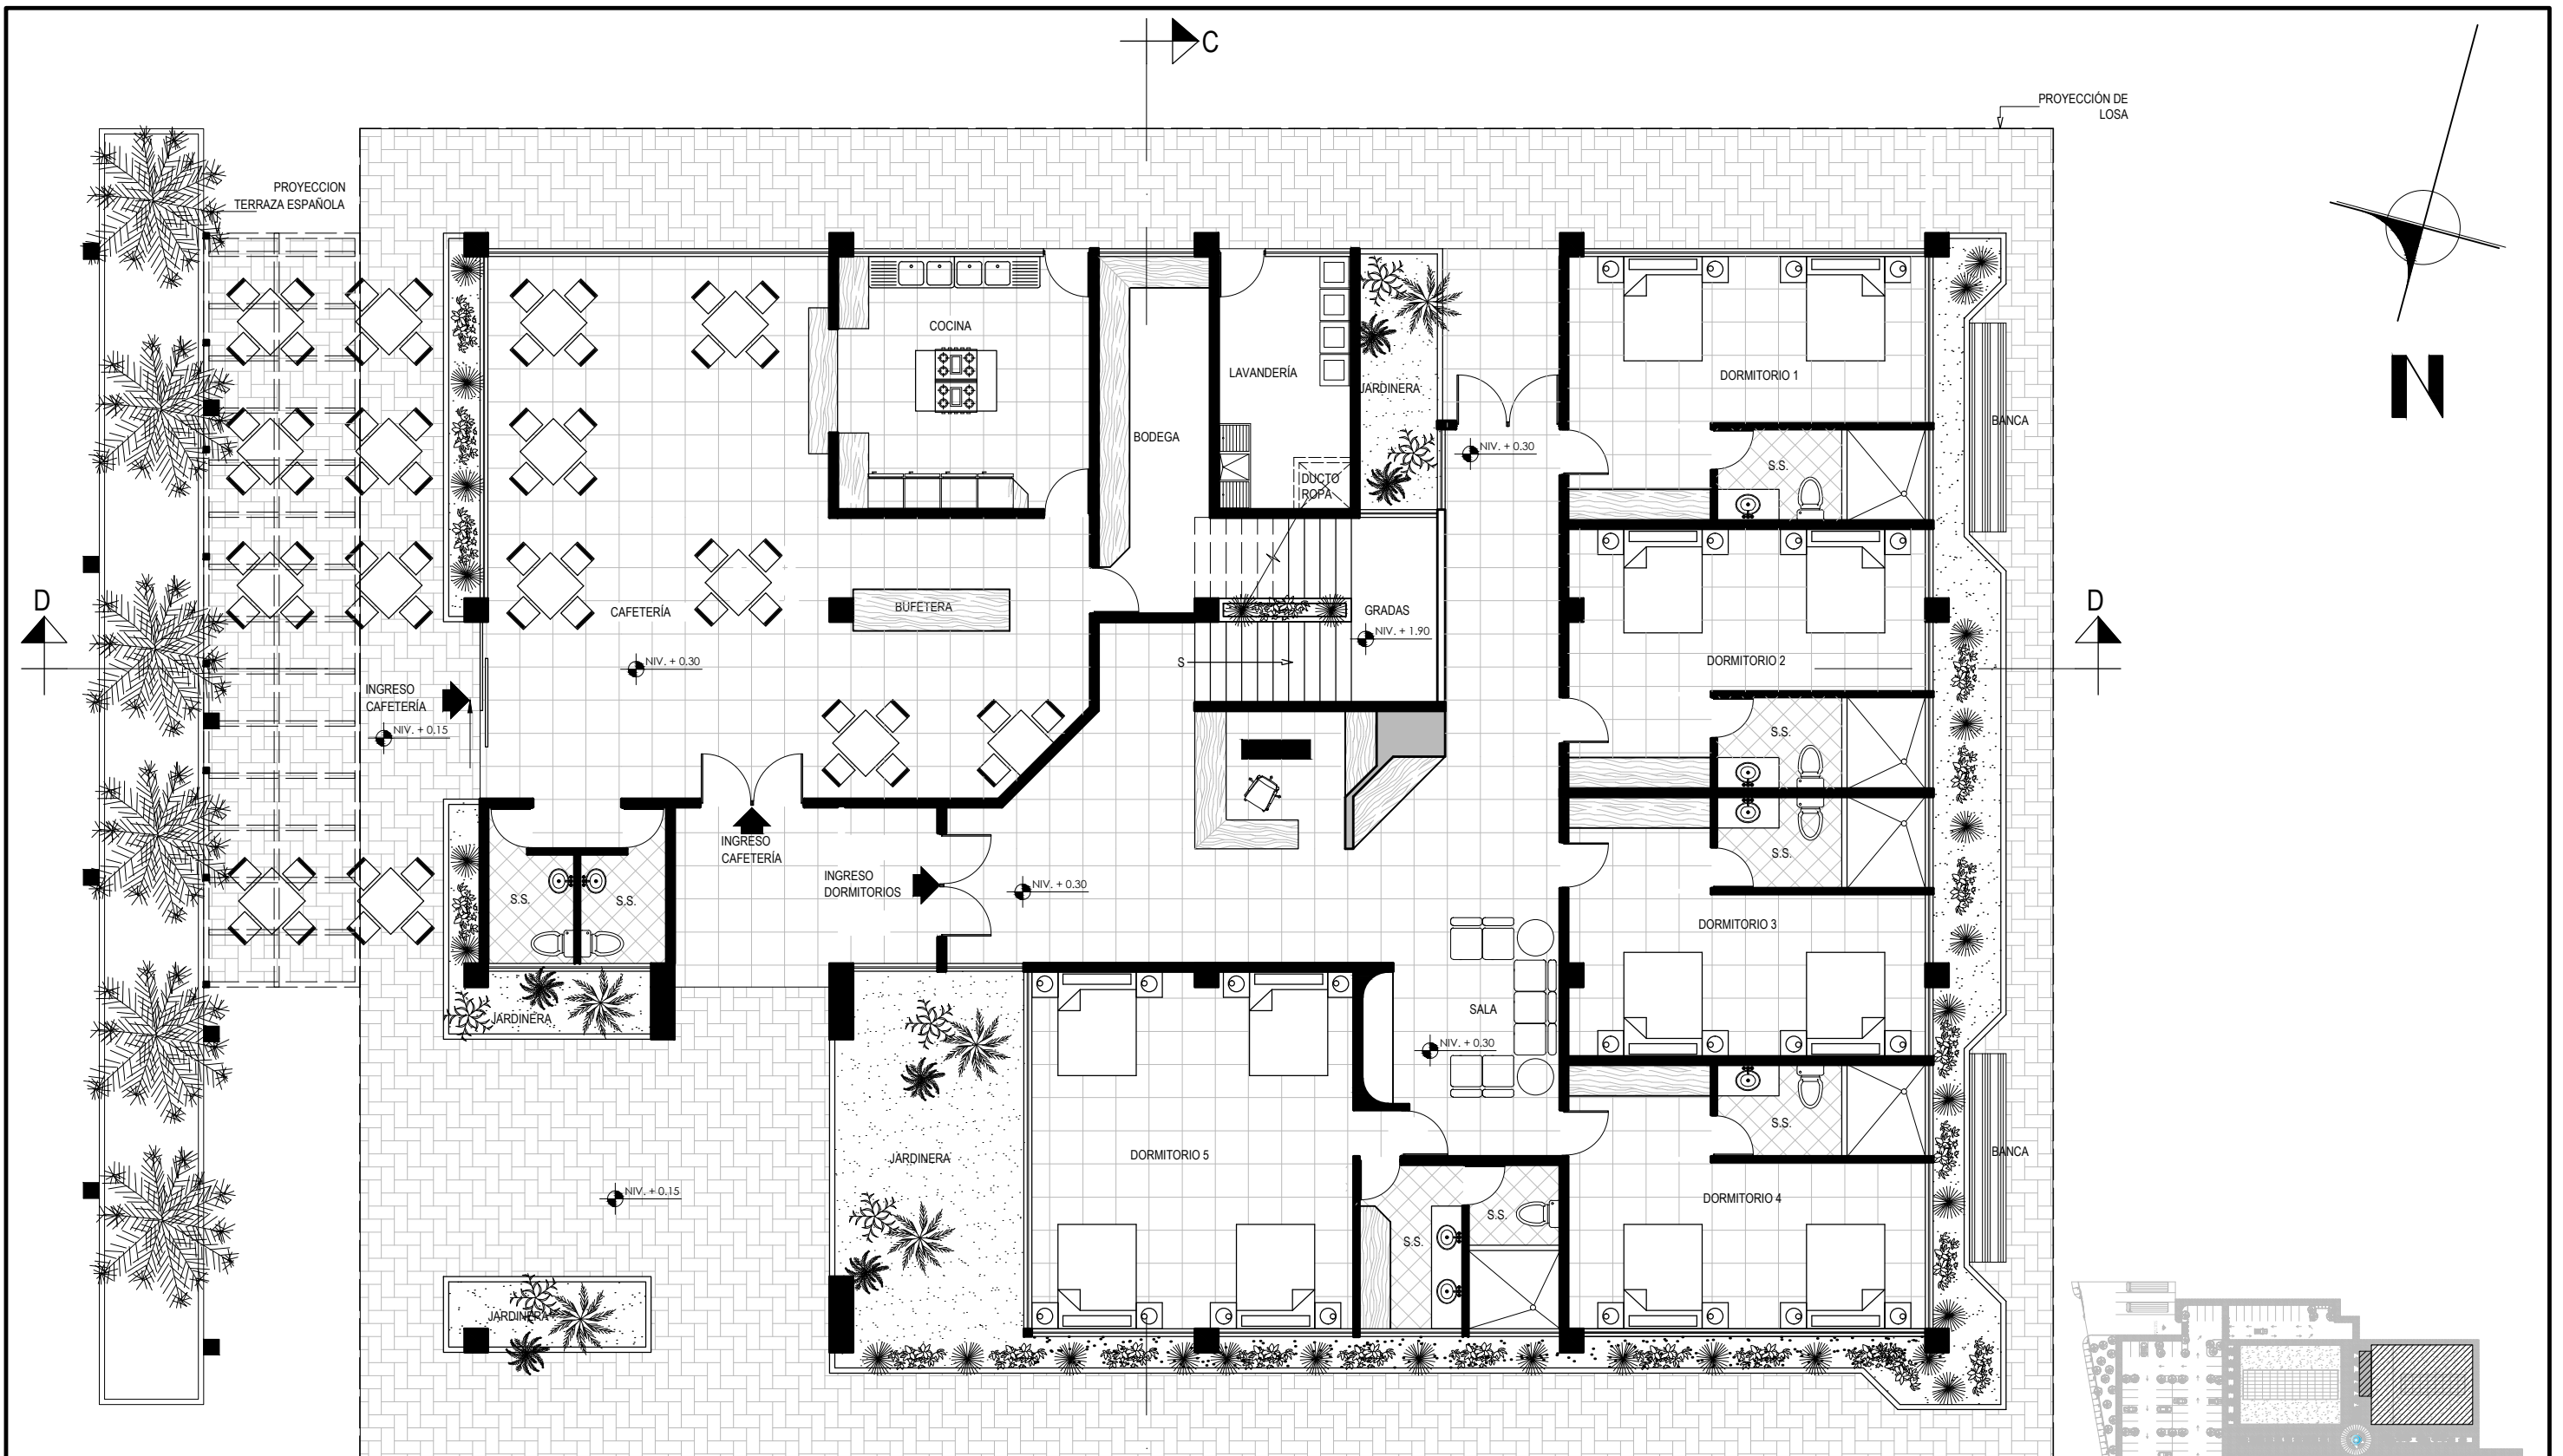 C
PROYECCIÓN DE
LOSA
PROYECCION
TERRAZA ESPAÑOLA
N
COCINA
LAVANDERÍA
JARDINERA
DORMITORIO 1
BANCA
BODEGA
NIV. + 0.30
S.S.
DUCTO
ROPA
D
CAFETERÍA
BUFETERA
GRADAS
NIV. + 1.90
D
DORMITORIO 2
S
NIV. + 0.30
INGRESO
CAFETERÍA
NIV. + 0.15
S.S.
INGRESO
CAFETERÍA
S.S.
INGRESO
DORMITORIOS
NIV. + 0.30
S.S.
S.S.
DORMITORIO 3
JARDINERA
SALA
NIV. + 0.30
S.S.
BANCA
JARDINERA
DORMITORIO 5
NIV. + 0.15
DORMITORIO 4
S.S.
S.S.
JARDINERA